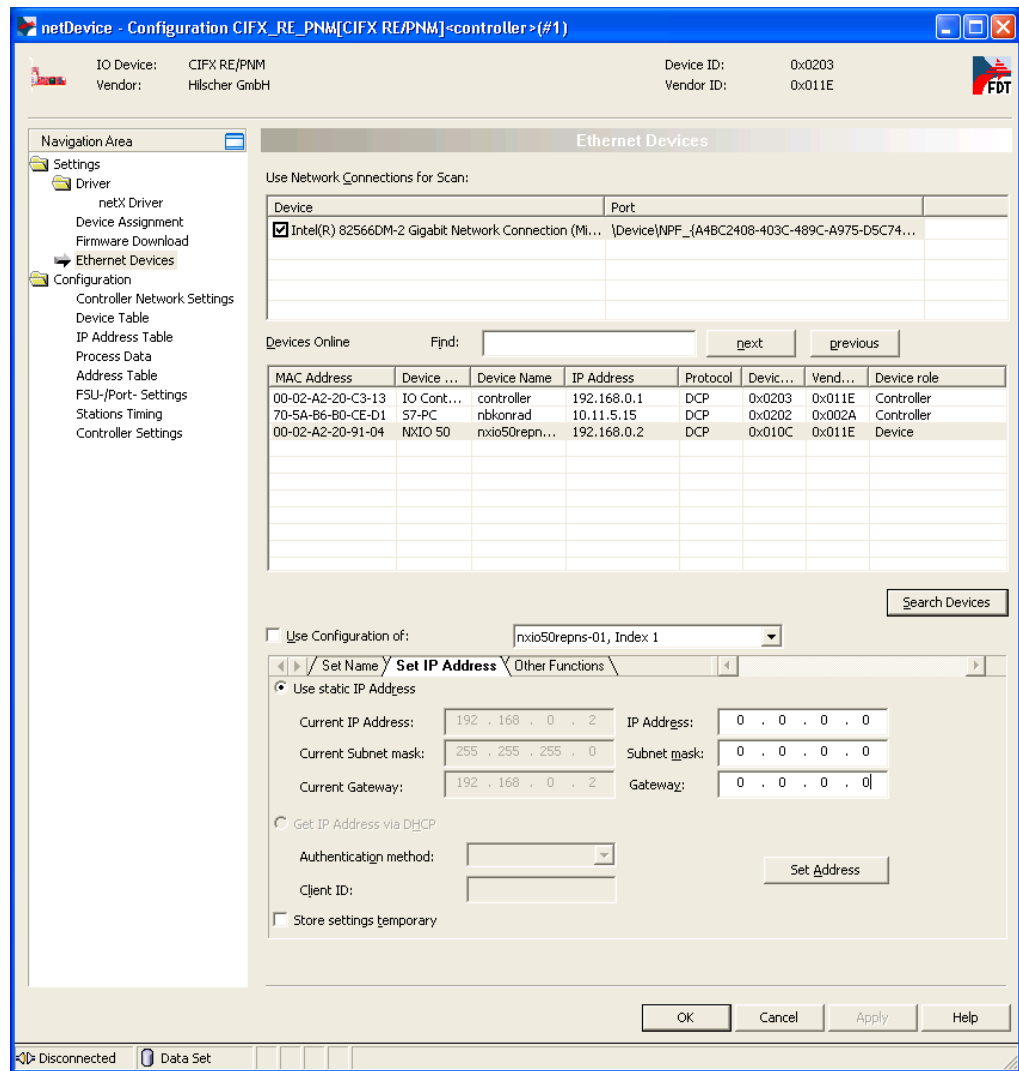 netDevice - Configuration CIFX_RE_PNM[CIFX RE/PNM]<controller>(#1)
IO Device: CIFX RE/PNM Device ID: 0x0203
Vendor: Hilscher GmbH Vendor ID: 0x011E
FDT
Navigation Area
Settings
Driver
netX Driver
Device Assignment
Firmware Download
Ethernet Devices
Configuration
Controller Network Settings
Device Table
IP Address Table
Process Data
Address Table
FSU-/Port- Settings
Stations Timing
Controller Settings
Ethernet Devices
Use Network Connections for Scan:
Device Port
Intel(R) 82566DM-2 Gigabit Network Connection (Mi... \Device\NPF_{A4BC2408-403C-489C-A975-D5C74...
Devices Online Find: next previous
MAC Address Device ... Device Name IP Address Protocol Devic... Vend... Device role
00-02-A2-20-C3-13 IO Cont... controller 192.168.0.1 DCP 0x0203 0x011E Controller
70-5A-B6-B0-CE-D1 S7-PC nbkonrad 10.11.5.15 DCP 0x0202 0x002A Controller
00-02-A2-20-91-04 NXIO 50 nxio50repn... 192.168.0.2 DCP 0x010C 0x011E Device
Search Devices
Use Configuration of: nxio50repns-01, Index 1
Set Name Set IP Address Other Functions
Use static IP Address
Current IP Address: 192 . 168 . 0 . 2 IP Address: 0 . 0 . 0 . 0
Current Subnet mask: 255 . 255 . 255 . 0 Subnet mask: 0 . 0 . 0 . 0
Current Gateway: 192 . 168 . 0 . 2 Gateway: 0 . 0 . 0 . 0
Get IP Address via DHCP
Authentication method:
Set Address
Client ID:
Store settings temporary
OK Cancel Apply Help
Disconnected Data Set